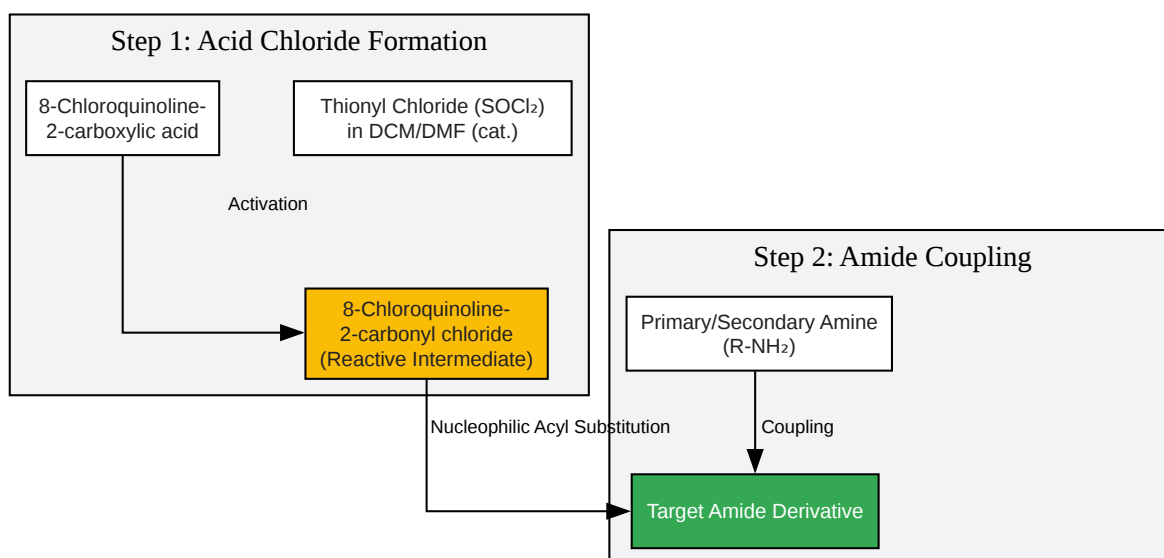 Step 1: Acid Chloride Formation
8-Chloroquinoline-
2-carboxylic acid
Thionyl Chloride (SOCl₂)
in DCM/DMF (cat.)
Activation
8-Chloroquinoline-
2-carbonyl chloride
(Reactive Intermediate)
Step 2: Amide Coupling
Primary/Secondary Amine
(R-NH₂)
Nucleophilic Acyl Substitution
Coupling
Target Amide Derivative